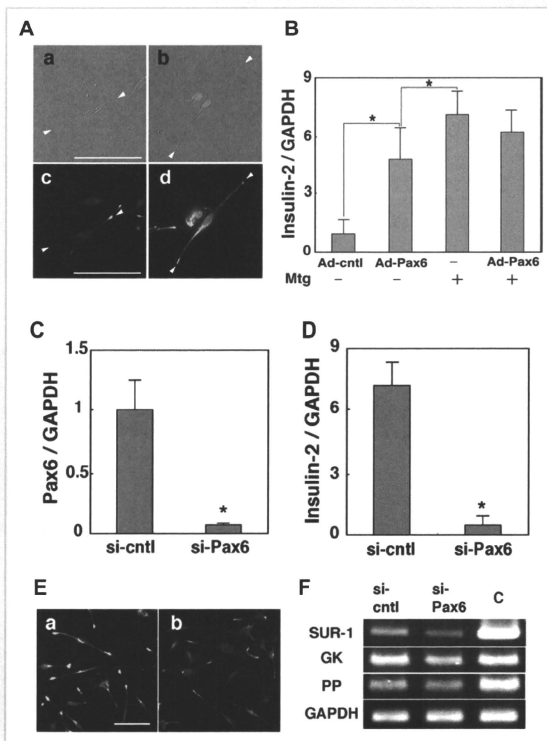 A
a
b
c
d
B
Insulin-2 / GAPDH
9
6
3
0
*
*
Ad-cntl
Ad-Pax6
–
Ad-Pax6
Mtg
–
–
+
+
C
Pax6 / GAPDH
1.5
1
0.5
0
*
si-cntl
si-Pax6
D
Insulin-2 / GAPDH
9
6
3
0
*
si-cntl
si-Pax6
E
a
b
F
si-
cntl
si-
Pax6
C
SUR-1
GK
PP
GAPDH